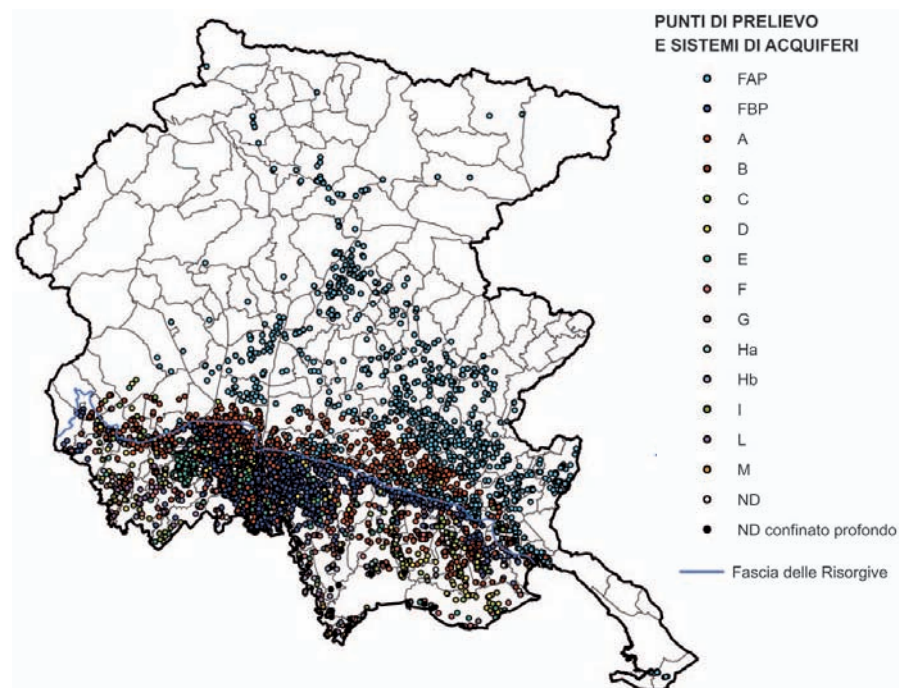 PUNTI DI PRELIEVO
E SISTEMI DI ACQUIFERI
FAP
FBP
A
B
C
D
E
F
G
Ha
Hb
I
L
M
ND
ND confinato profondo
Fascia delle Risorgive